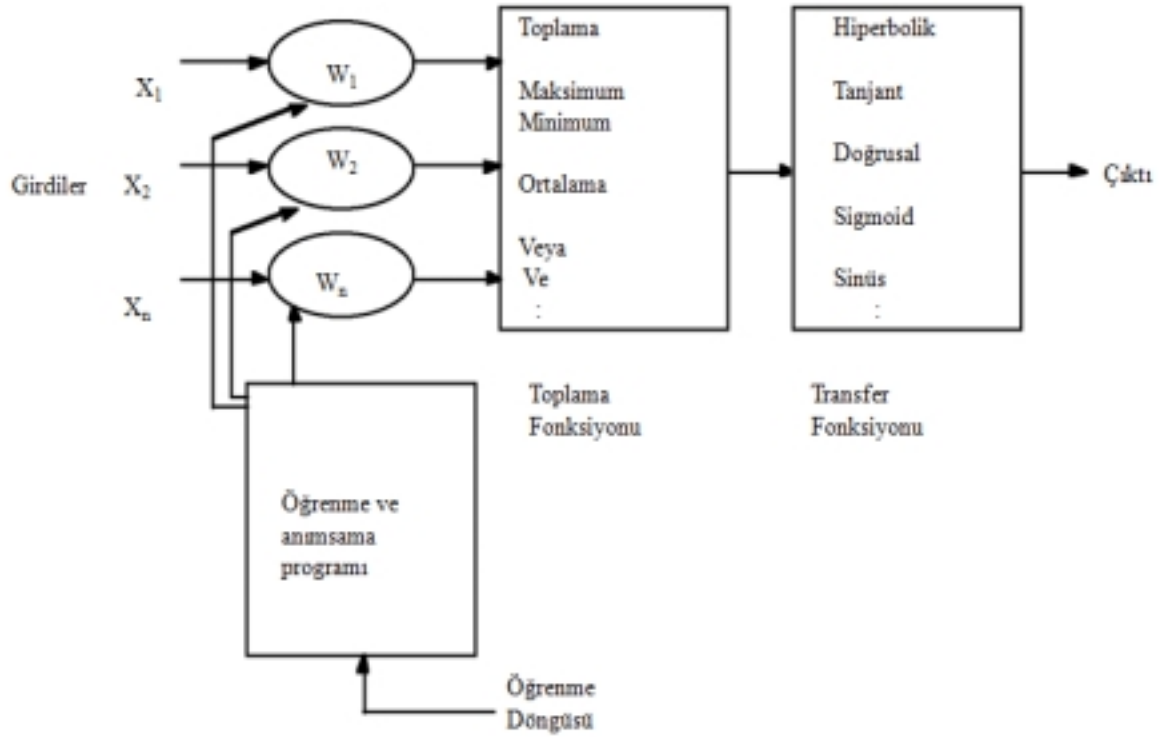 Girdiler
X1
X2
Xn
W1
W2
Wn
Toplama
Maksimum
Minimum
Ortalama
Veya
Ve
:
Toplama
Fonksiyonu
Hiperbolik
Tanjant
Doğrusal
Sigmoid
Sinüs
:
Transfer
Fonksiyonu
Çıktı
Öğrenme ve
anımsama
programı
Öğrenme
Döngüsü